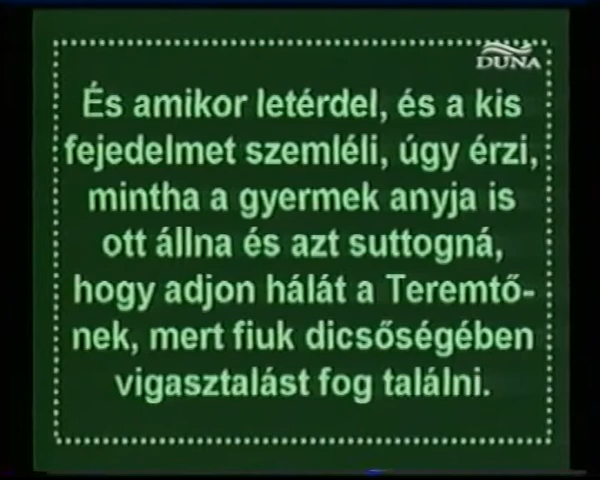 DUNA
És amikor letérdel, és a kis
fejedelmet szemléli, úgy érzi,
mintha a gyermek anyja is
ott állna és azt suttogná,
hogy adjon hálát a Teremtő-
nek, mert fiuk dicsőségében
vigasztalást fog találni.